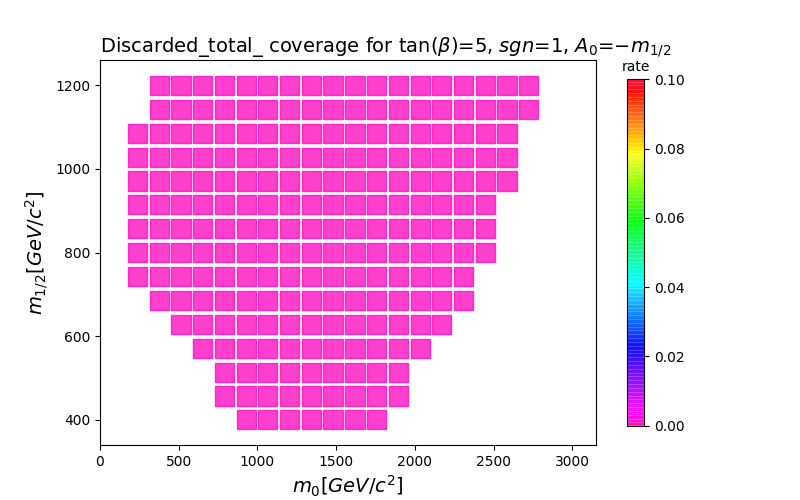 Discarded_total_ coverage for tan(β)=5, sgn=1, A₀=−m₁/₂
rate
0.10
0.08
0.06
0.04
0.02
0.00
1200
1000
800
600
400
m₁/₂[GeV/c²]
0 500 1000 1500 2000 2500 3000
m₀[GeV/c²]